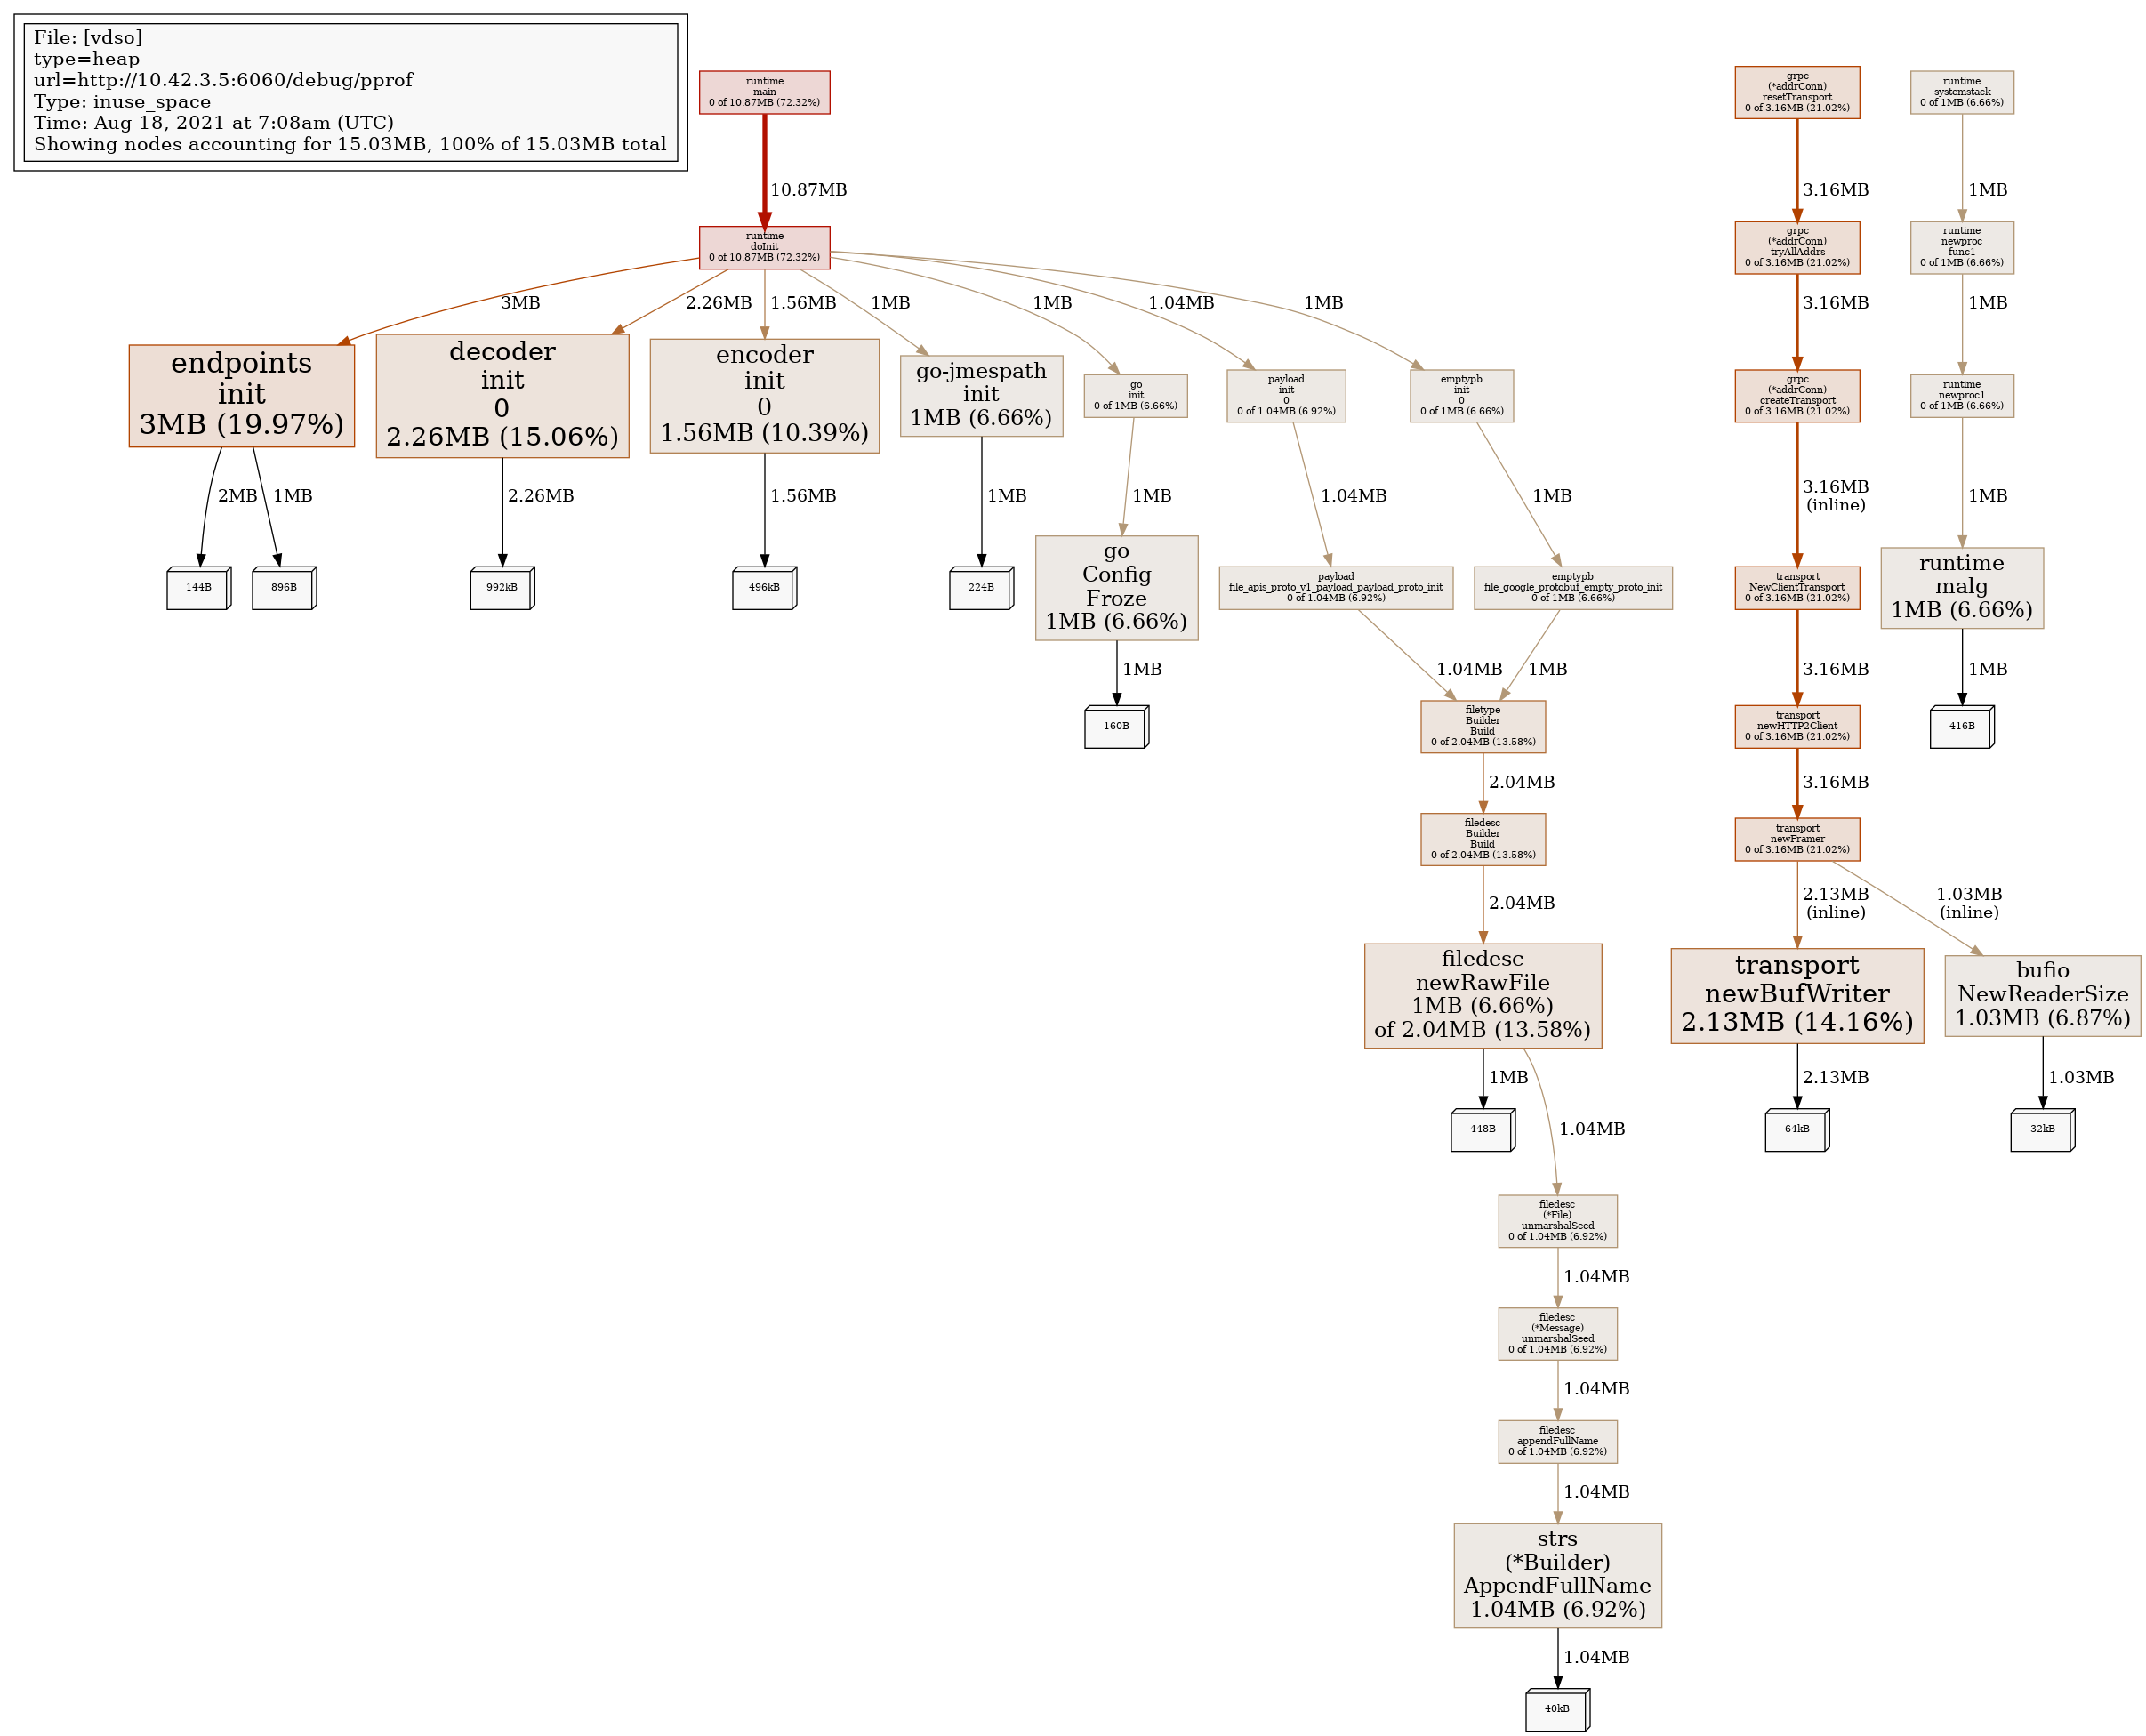 File: [vdso]
type=heap
url=http://10.42.3.5:6060/debug/pprof
Type: inuse_space
Time: Aug 18, 2021 at 7:08am (UTC)
Showing nodes accounting for 15.03MB, 100% of 15.03MB total
runtime
main
0 of 10.87MB (72.32%)
grpc
(*addrConn)
resetTransport
0 of 3.16MB (21.02%)
runtime
systemstack
0 of 1MB (6.66%)
10.87MB
3.16MB
1MB
runtime
doInit
0 of 10.87MB (72.32%)
grpc
(*addrConn)
tryAllAddrs
0 of 3.16MB (21.02%)
runtime
newproc
func1
0 of 1MB (6.66%)
3MB
2.26MB
1.56MB
1MB
1MB
1.04MB
1MB
3.16MB
1MB
endpoints
init
3MB (19.97%)
decoder
init
0
2.26MB (15.06%)
encoder
init
0
1.56MB (10.39%)
go-jmespath
init
1MB (6.66%)
go
init
0 of 1MB (6.66%)
payload
init
0
0 of 1.04MB (6.92%)
emptypb
init
0
0 of 1MB (6.66%)
grpc
(*addrConn)
createTransport
0 of 3.16MB (21.02%)
runtime
newproc1
0 of 1MB (6.66%)
2MB
1MB
2.26MB
1.56MB
1MB
1MB
1.04MB
1MB
3.16MB
(inline)
1MB
144B
896B
992kB
496kB
224B
go
Config
Froze
1MB (6.66%)
payload
file_apis_proto_v1_payload_payload_proto_init
0 of 1.04MB (6.92%)
emptypb
file_google_protobuf_empty_proto_init
0 of 1MB (6.66%)
transport
NewClientTransport
0 of 3.16MB (21.02%)
runtime
malg
1MB (6.66%)
1MB
1.04MB
1MB
3.16MB
1MB
160B
filetype
Builder
Build
0 of 2.04MB (13.58%)
transport
newHTTP2Client
0 of 3.16MB (21.02%)
416B
2.04MB
3.16MB
filedesc
Builder
Build
0 of 2.04MB (13.58%)
transport
newFramer
0 of 3.16MB (21.02%)
2.04MB
2.13MB
(inline)
1.03MB
(inline)
filedesc
newRawFile
1MB (6.66%)
of 2.04MB (13.58%)
transport
newBufWriter
2.13MB (14.16%)
bufio
NewReaderSize
1.03MB (6.87%)
1MB
1.04MB
2.13MB
1.03MB
448B
64kB
32kB
filedesc
(*File)
unmarshalSeed
0 of 1.04MB (6.92%)
1.04MB
filedesc
(*Message)
unmarshalSeed
0 of 1.04MB (6.92%)
1.04MB
filedesc
appendFullName
0 of 1.04MB (6.92%)
1.04MB
strs
(*Builder)
AppendFullName
1.04MB (6.92%)
1.04MB
40kB